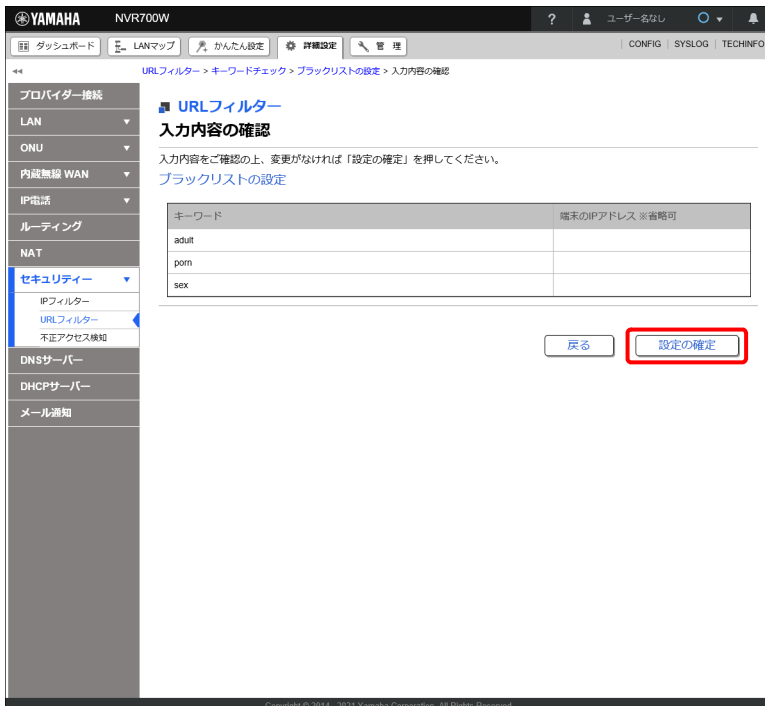 YAMAHA NVR700W ? ユーザー名なし
ダッシュボード LANマップ かんたん設定 詳細設定 管 理 CONFIG SYSLOG TECHINFO
URLフィルター > キーワードチェック > ブラックリストの設定 > 入力内容の確認
プロバイダー接続
LAN
ONU
内蔵無線 WAN
IP電話
ルーティング
NAT
セキュリティー
IPフィルター
URLフィルター
不正アクセス検知
DNSサーバー
DHCPサーバー
メール通知
URLフィルター
入力内容の確認
入力内容をご確認の上、変更がなければ「設定の確定」を押してください。
ブラックリストの設定
キーワード 端末のIPアドレス ※省略可
adult
porn
sex
戻る 設定の確定
Copyright © 2014 - 2021 Yamaha Corporation. All Rights Reserved.